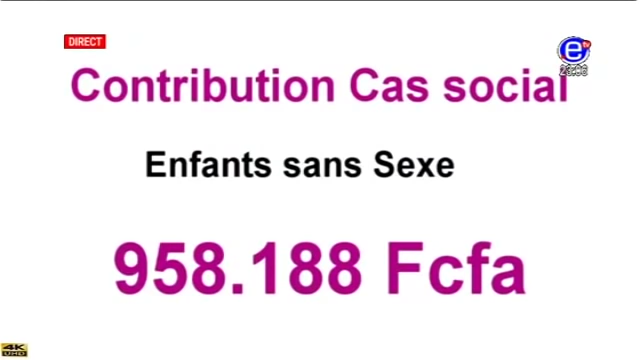 DIRECT
e
Contribution Cas social
Enfants sans Sexe
958.188 Fcfa
4K
UHD